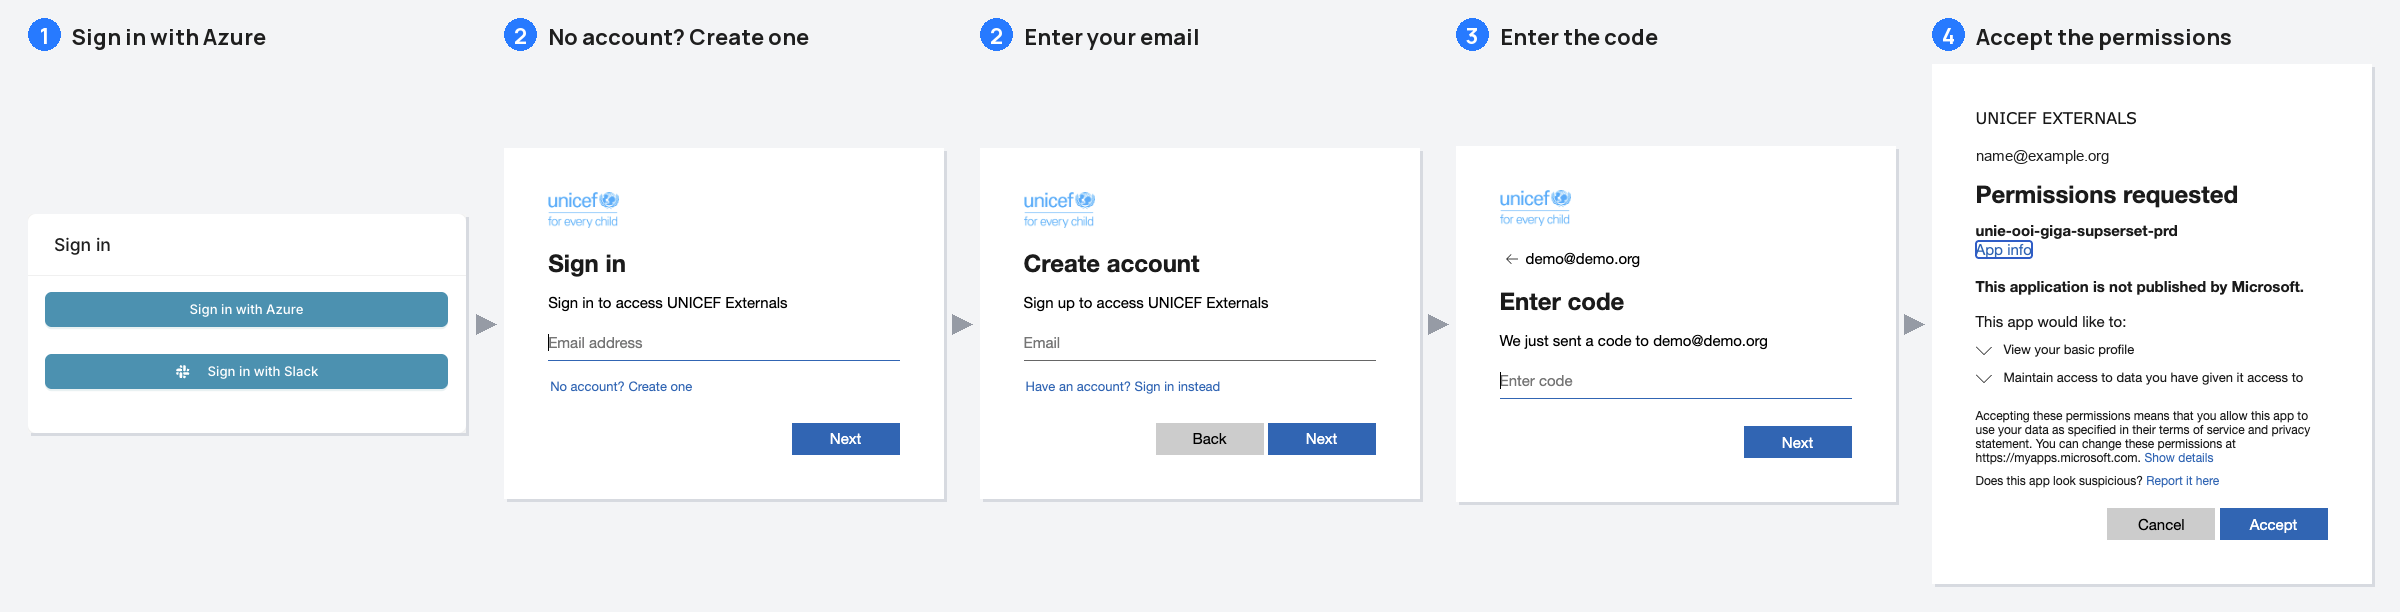 1 Sign in with Azure
Sign in
Sign in with Azure
Sign in with Slack
2 No account? Create one
unicef
for every child
Sign in
Sign in to access UNICEF Externals
Email address
No account? Create one
Next
2 Enter your email
unicef
for every child
Create account
Sign up to access UNICEF Externals
Email
Have an account? Sign in instead
Back Next
3 Enter the code
unicef
for every child
demo@demo.org
Enter code
We just sent a code to demo@demo.org
Enter code
Next
4 Accept the permissions
UNICEF EXTERNALS
name@example.org
Permissions requested
unie-ooi-giga-supserset-prd
App info
This application is not published by Microsoft.
This app would like to:
View your basic profile
Maintain access to data you have given it access to
Accepting these permissions means that you allow this app to
use your data as specified in their terms of service and privacy
statement. You can change these permissions at
https://myapps.microsoft.com. Show details
Does this app look suspicious? Report it here
Cancel Accept